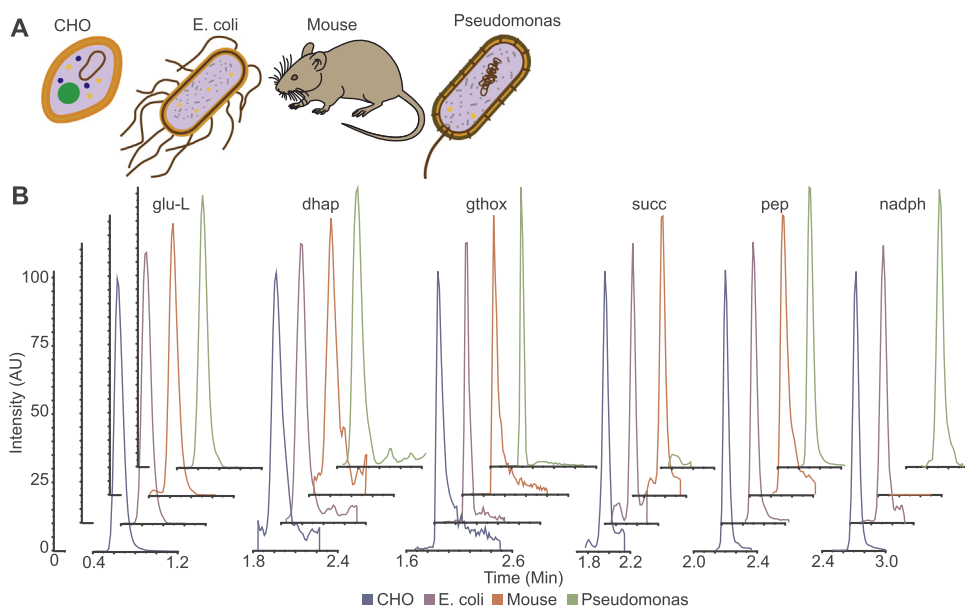 A
CHO
E. coli
Mouse
Pseudomonas
B
glu-L
dhap
gthox
succ
pep
nadph
Intensity (AU)
100
75
50
25
0
0
0.4
1.2
1.8
2.4
1.6
2.6
1.8
2.2
2.0
2.4
2.4
3.0
Time (Min)
CHO
E. coli
Mouse
Pseudomonas